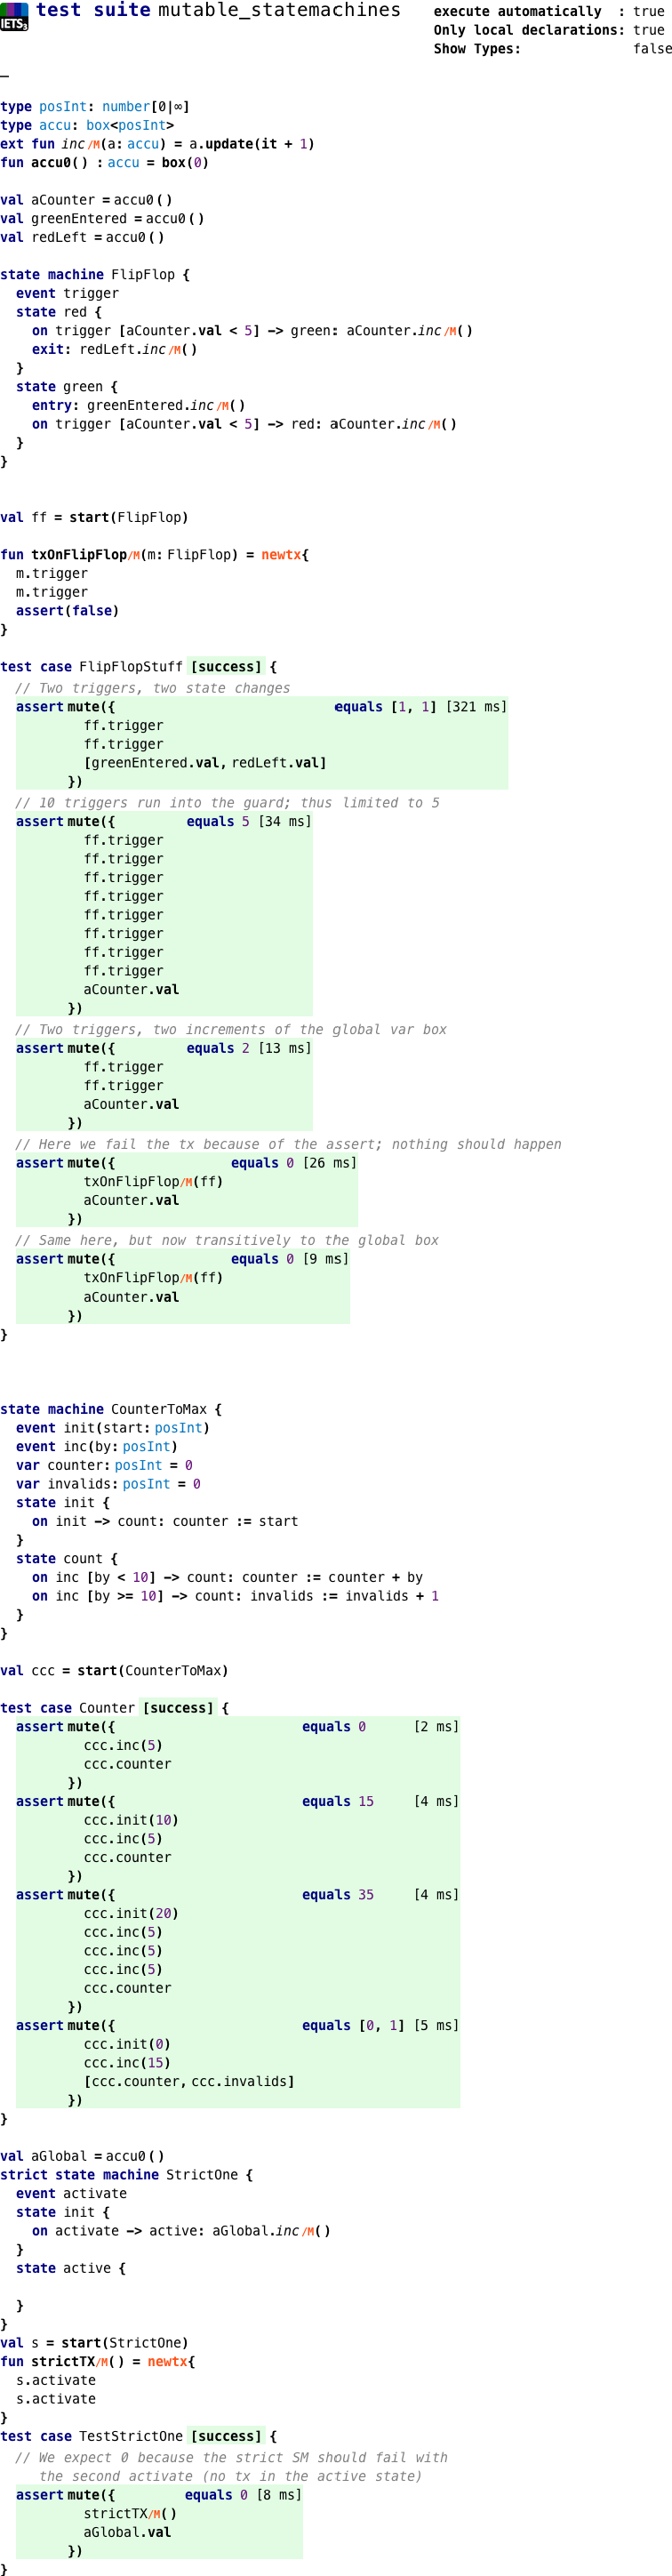 IETS3 test suite mutable_statemachines execute automatically : true
Only local declarations: true
Show Types: false
_
type posInt: number[0|∞]
type accu: box<posInt>
ext fun inc/M(a: accu) = a.update(it + 1)
fun accu0() : accu = box(0)
val aCounter = accu0()
val greenEntered = accu0()
val redLeft = accu0()
state machine FlipFlop {
event trigger
state red {
on trigger [aCounter.val < 5] -> green: aCounter.inc/M()
exit: redLeft.inc/M()
}
state green {
entry: greenEntered.inc/M()
on trigger [aCounter.val < 5] -> red: aCounter.inc/M()
}
}
val ff = start(FlipFlop)
fun txOnFlipFlop/M(m: FlipFlop) = newtx{
m.trigger
m.trigger
assert(false)
}
test case FlipFlopStuff [success] {
// Two triggers, two state changes
assert mute({ equals [1, 1] [321 ms]
ff.trigger
ff.trigger
[greenEntered.val, redLeft.val]
})
// 10 triggers run into the guard; thus limited to 5
assert mute({ equals 5 [34 ms]
ff.trigger
ff.trigger
ff.trigger
ff.trigger
ff.trigger
ff.trigger
ff.trigger
ff.trigger
aCounter.val
})
// Two triggers, two increments of the global var box
assert mute({ equals 2 [13 ms]
ff.trigger
ff.trigger
aCounter.val
})
// Here we fail the tx because of the assert; nothing should happen
assert mute({ equals 0 [26 ms]
txOnFlipFlop/M(ff)
aCounter.val
})
// Same here, but now transitively to the global box
assert mute({ equals 0 [9 ms]
txOnFlipFlop/M(ff)
aCounter.val
})
}
state machine CounterToMax {
event init(start: posInt)
event inc(by: posInt)
var counter: posInt = 0
var invalids: posInt = 0
state init {
on init -> count: counter := start
}
state count {
on inc [by < 10] -> count: counter := counter + by
on inc [by >= 10] -> count: invalids := invalids + 1
}
}
val ccc = start(CounterToMax)
test case Counter [success] {
assert mute({ equals 0 [2 ms]
ccc.inc(5)
ccc.counter
})
assert mute({ equals 15 [4 ms]
ccc.init(10)
ccc.inc(5)
ccc.counter
})
assert mute({ equals 35 [4 ms]
ccc.init(20)
ccc.inc(5)
ccc.inc(5)
ccc.inc(5)
ccc.counter
})
assert mute({ equals [0, 1] [5 ms]
ccc.init(0)
ccc.inc(15)
[ccc.counter, ccc.invalids]
})
}
val aGlobal = accu0()
strict state machine StrictOne {
event activate
state init {
on activate -> active: aGlobal.inc/M()
}
state active {
}
}
val s = start(StrictOne)
fun strictTX/M() = newtx{
s.activate
s.activate
}
test case TestStrictOne [success] {
// We expect 0 because the strict SM should fail with
the second activate (no tx in the active state)
assert mute({ equals 0 [8 ms]
strictTX/M()
aGlobal.val
})
}